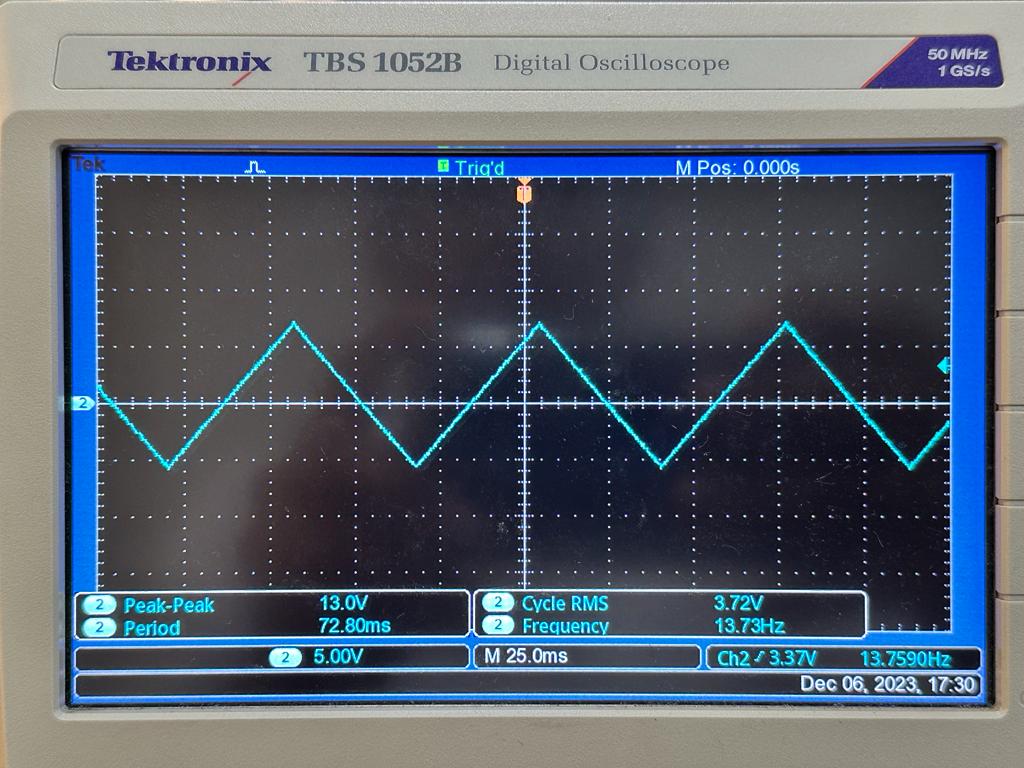 Tektronix TBS 1052B Digital Oscilloscope
50 MHz
1 GS/s
Tek T Trig'd M Pos: 0.000s
T
2
2 Peak-Peak 13.0V
2 Period 72.80ms
2 Cycle RMS 3.72V
2 Frequency 13.73Hz
2 5.00V M 25.0ms Ch2 3.37V 13.7590Hz
Dec 06, 2023, 17:30